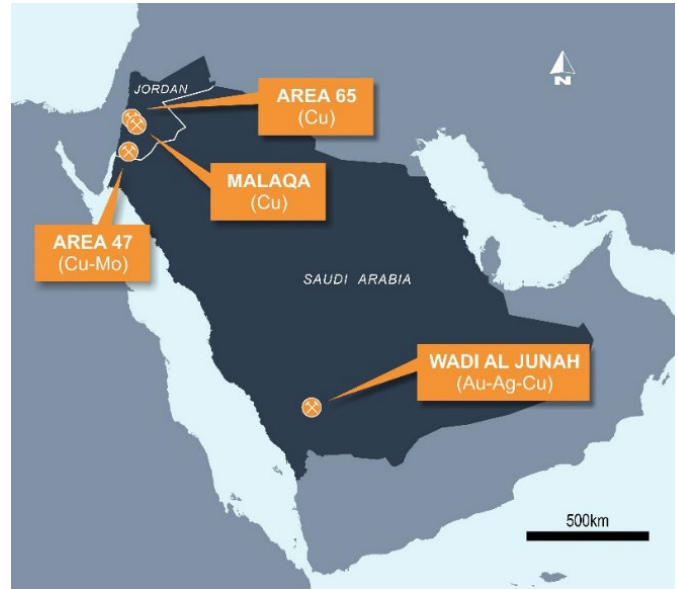 JORDAN
AREA 65
(Cu)
N
MALAQA
(Cu)
AREA 47
(Cu-Mo)
SAUDI ARABIA
WADI AL JUNAH
(Au-Ag-Cu)
500km